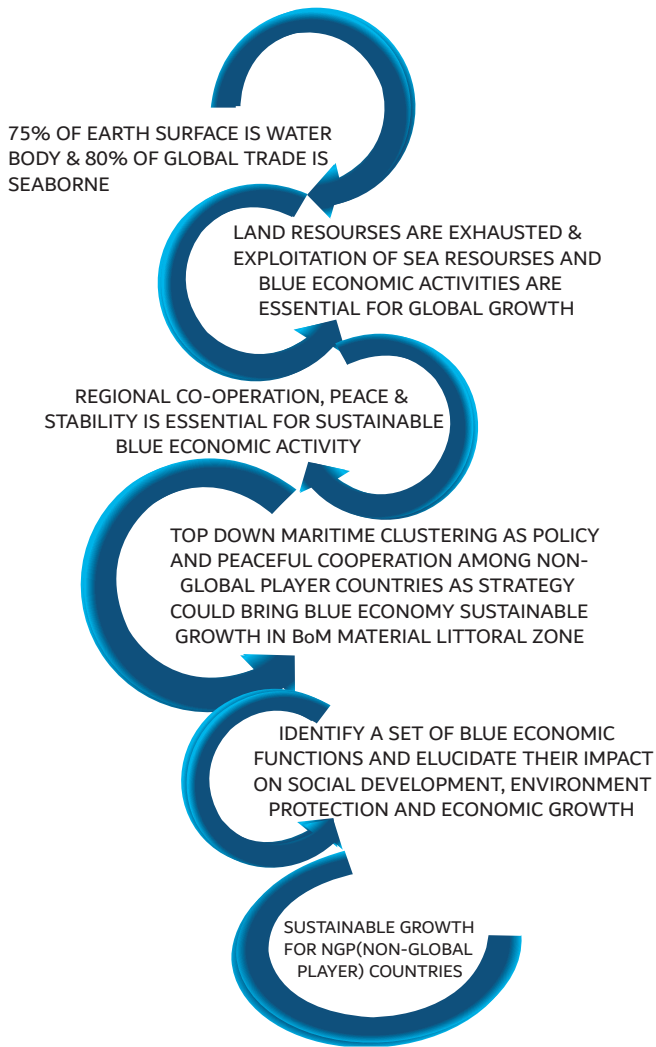 75% OF EARTH SURFACE IS WATER
BODY & 80% OF GLOBAL TRADE IS
SEABORNE
LAND RESOURSES ARE EXHAUSTED &
EXPLOITATION OF SEA RESOURSES AND
BLUE ECONOMIC ACTIVITIES ARE
ESSENTIAL FOR GLOBAL GROWTH
REGIONAL CO-OPERATION, PEACE &
STABILITY IS ESSENTIAL FOR SUSTAINABLE
BLUE ECONOMIC ACTIVITY
TOP DOWN MARITIME CLUSTERING AS POLICY
AND PEACEFUL COOPERATION AMONG NON-
GLOBAL PLAYER COUNTRIES AS STRATEGY
COULD BRING BLUE ECONOMY SUSTAINABLE
GROWTH IN BoM MATERIAL LITTORAL ZONE
IDENTIFY A SET OF BLUE ECONOMIC
FUNCTIONS AND ELUCIDATE THEIR IMPACT
ON SOCIAL DEVELOPMENT, ENVIRONMENT
PROTECTION AND ECONOMIC GROWTH
SUSTAINABLE GROWTH
FOR NGP(NON-GLOBAL
PLAYER) COUNTRIES